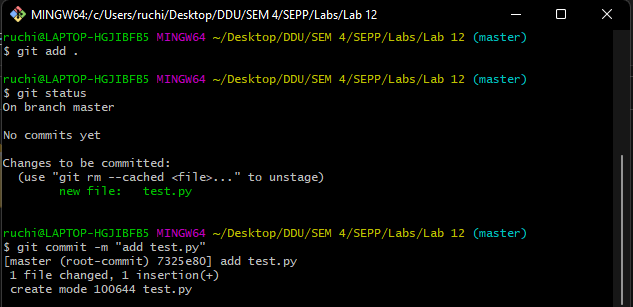 MINGW64:/c/Users/ruchi/Desktop/DDU/SEM 4/SEPP/Labs/Lab 12
ruchi@LAPTOP-HGJIBFB5 MINGW64 ~/Desktop/DDU/SEM 4/SEPP/Labs/Lab 12 (master)
$ git add .
ruchi@LAPTOP-HGJIBFB5 MINGW64 ~/Desktop/DDU/SEM 4/SEPP/Labs/Lab 12 (master)
$ git status
On branch master
No commits yet
Changes to be committed:
  (use "git rm --cached <file>..." to unstage)
        new file:   test.py
ruchi@LAPTOP-HGJIBFB5 MINGW64 ~/Desktop/DDU/SEM 4/SEPP/Labs/Lab 12 (master)
$ git commit -m "add test.py"
[master (root-commit) 7325e80] add test.py
 1 file changed, 1 insertion(+)
 create mode 100644 test.py